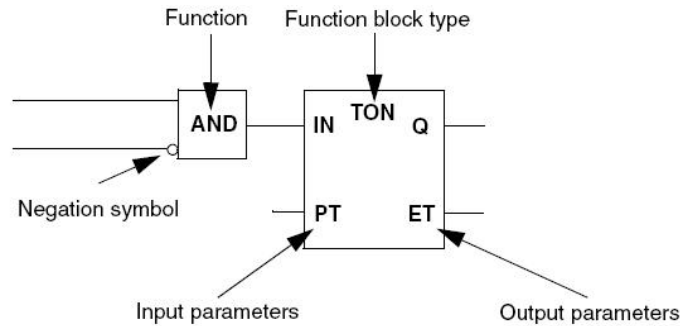 Function
Function block type
AND
TON
IN
Q
Negation symbol
PT
ET
Input parameters
Output parameters